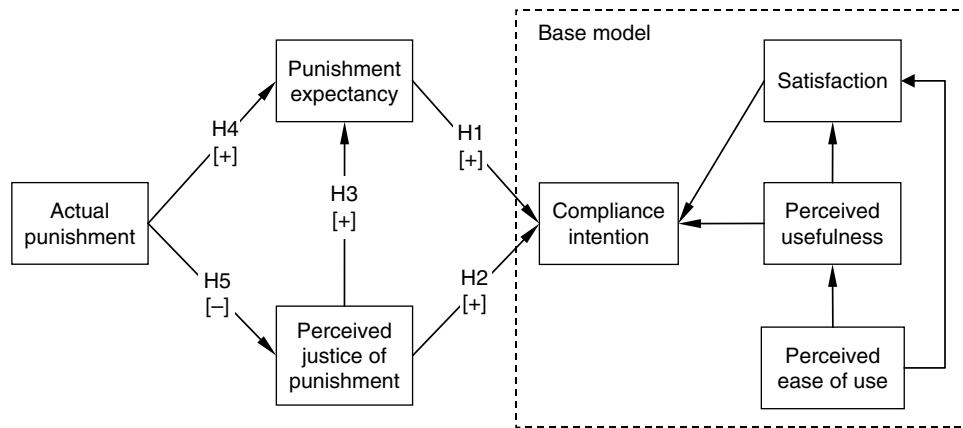 Base model
Punishment
expectancy
Satisfaction
H4
[+]
H1
[+]
H3
[+]
Actual
punishment
Compliance
intention
Perceived
usefulness
H5
[–]
H2
[+]
Perceived
justice of
punishment
Perceived
ease of use